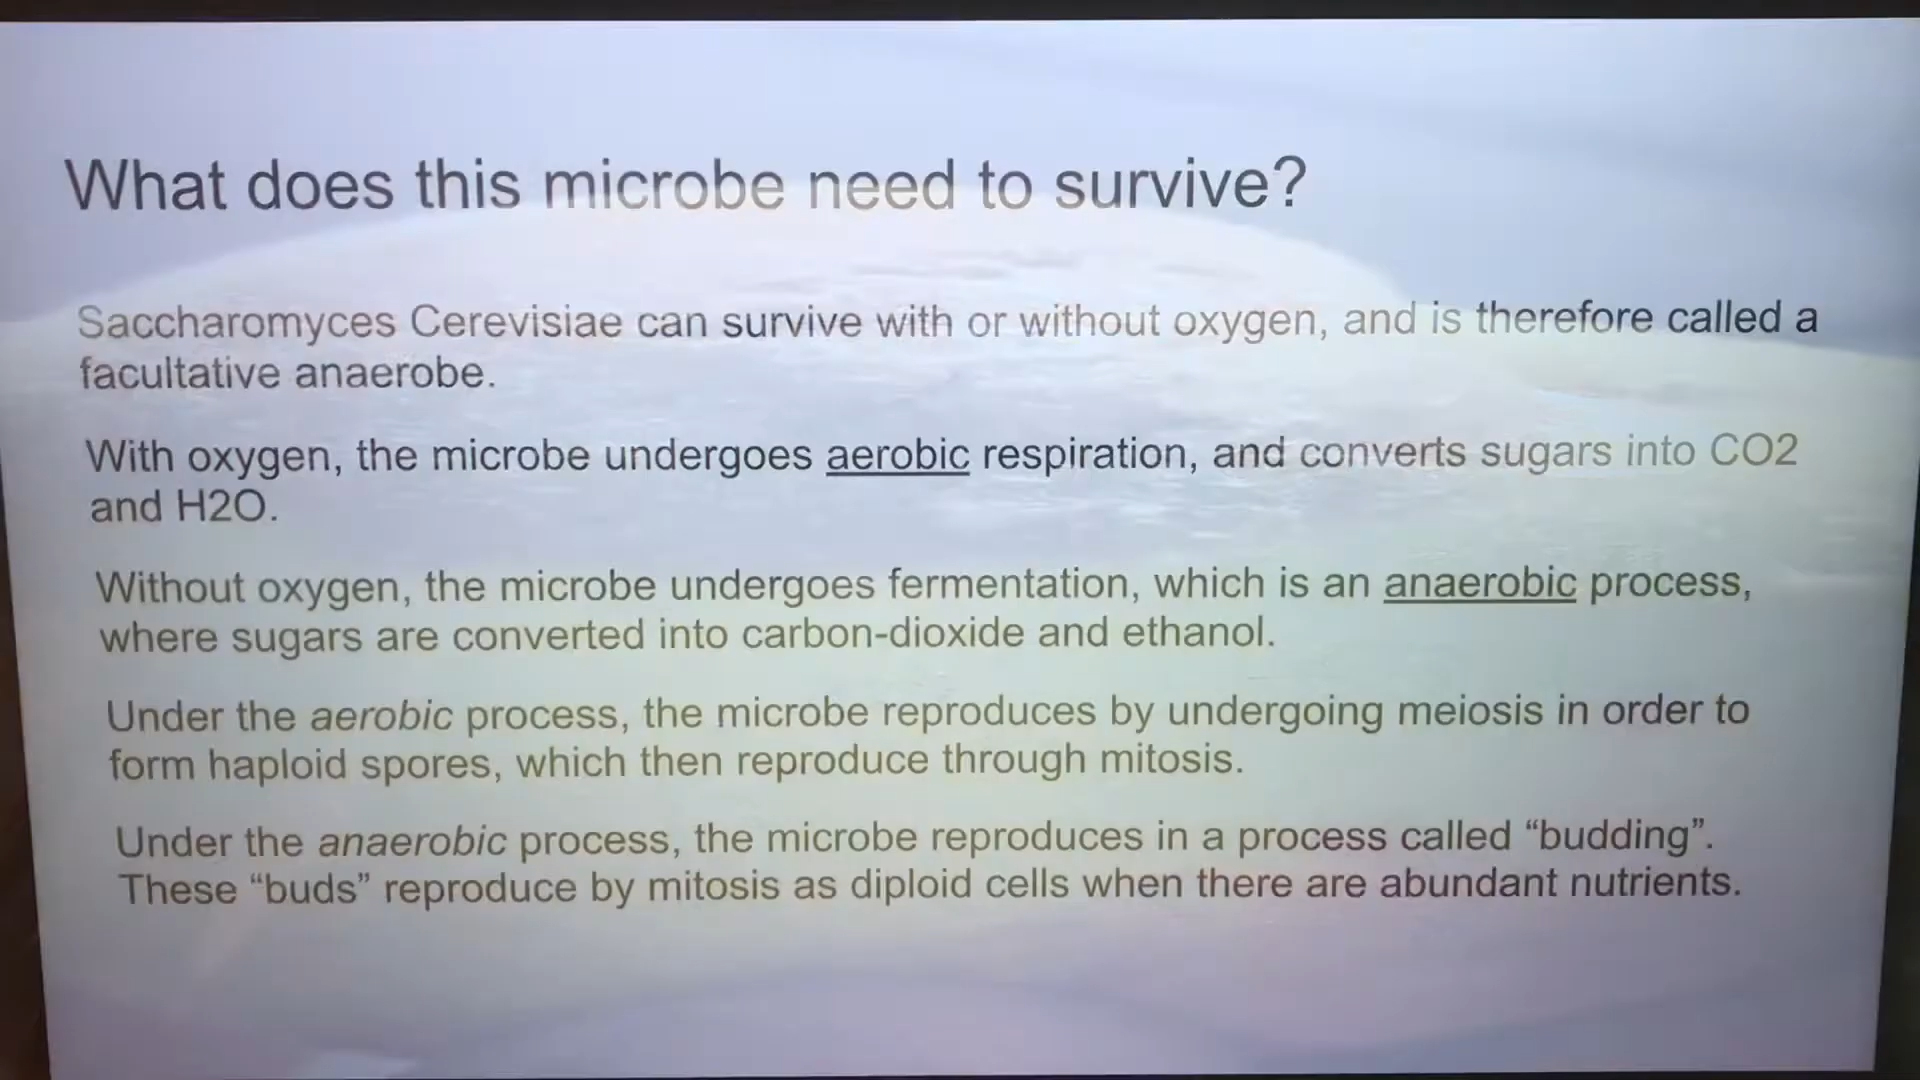 What does this microbe need to survive?
Saccharomyces Cerevisiae can survive with or without oxygen, and is therefore called a
facultative anaerobe.
With oxygen, the microbe undergoes aerobic respiration, and converts sugars into CO2
and H2O.
Without oxygen, the microbe undergoes fermentation, which is an anaerobic process,
where sugars are converted into carbon-dioxide and ethanol.
Under the aerobic process, the microbe reproduces by undergoing meiosis in order to
form haploid spores, which then reproduce through mitosis.
Under the anaerobic process, the microbe reproduces in a process called “budding”.
These “buds” reproduce by mitosis as diploid cells when there are abundant nutrients.